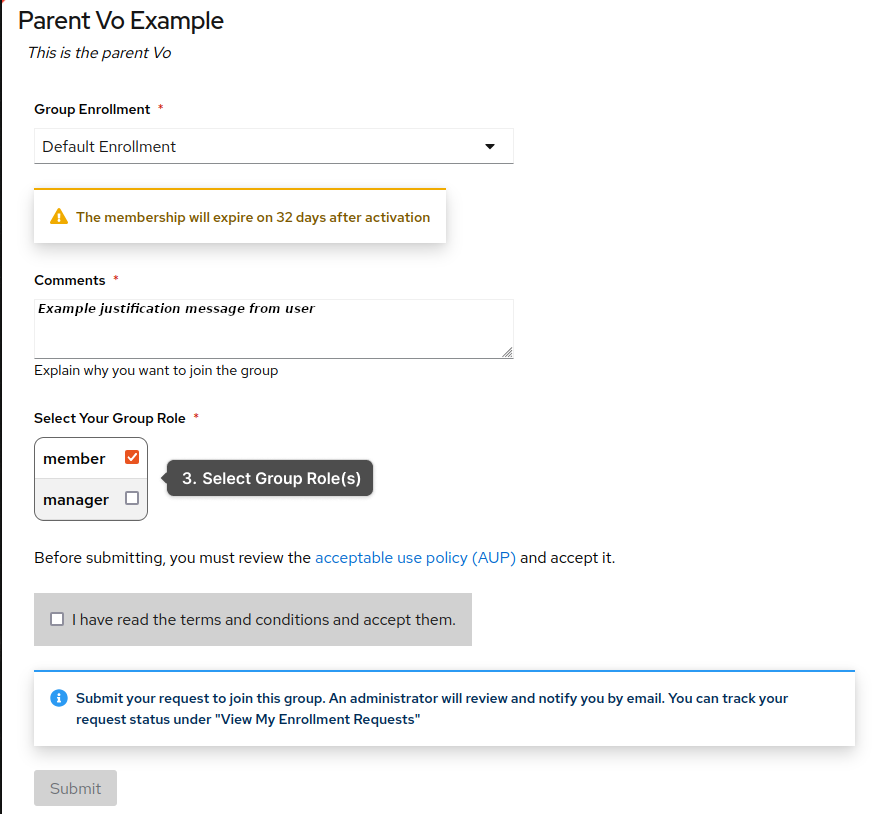 Parent Vo Example
This is the parent Vo
Group Enrollment *
Default Enrollment
The membership will expire on 32 days after activation
Comments *
Example justification message from user
Explain why you want to join the group
Select Your Group Role *
member
3. Select Group Role(s)
manager
Before submitting, you must review the acceptable use policy (AUP) and accept it.
I have read the terms and conditions and accept them.
Submit your request to join this group. An administrator will review and notify you by email. You can track your
request status under "View My Enrollment Requests"
Submit